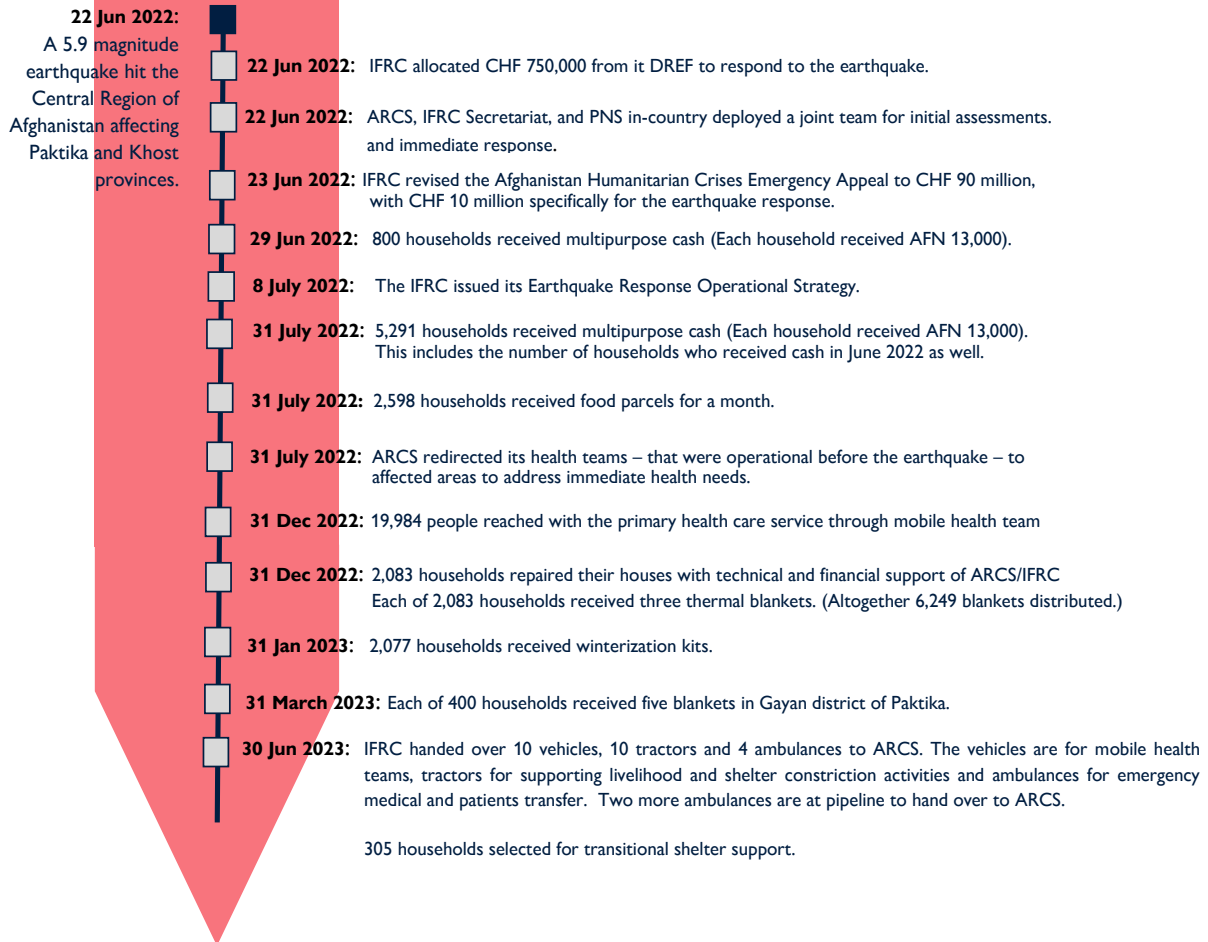 22 Jun 2022:
A 5.9 magnitude
earthquake hit the
Central Region of
Afghanistan affecting
Paktika and Khost
provinces.
22 Jun 2022: IFRC allocated CHF 750,000 from it DREF to respond to the earthquake.
22 Jun 2022: ARCS, IFRC Secretariat, and PNS in-country deployed a joint team for initial assessments.
and immediate response.
23 Jun 2022: IFRC revised the Afghanistan Humanitarian Crises Emergency Appeal to CHF 90 million,
with CHF 10 million specifically for the earthquake response.
29 Jun 2022: 800 households received multipurpose cash (Each household received AFN 13,000).
8 July 2022: The IFRC issued its Earthquake Response Operational Strategy.
31 July 2022: 5,291 households received multipurpose cash (Each household received AFN 13,000).
This includes the number of households who received cash in June 2022 as well.
31 July 2022: 2,598 households received food parcels for a month.
31 July 2022: ARCS redirected its health teams – that were operational before the earthquake – to
affected areas to address immediate health needs.
31 Dec 2022: 19,984 people reached with the primary health care service through mobile health team
31 Dec 2022: 2,083 households repaired their houses with technical and financial support of ARCS/IFRC
Each of 2,083 households received three thermal blankets. (Altogether 6,249 blankets distributed.)
31 Jan 2023: 2,077 households received winterization kits.
31 March 2023: Each of 400 households received five blankets in Gayan district of Paktika.
30 Jun 2023: IFRC handed over 10 vehicles, 10 tractors and 4 ambulances to ARCS. The vehicles are for mobile health
teams, tractors for supporting livelihood and shelter constriction activities and ambulances for emergency
medical and patients transfer. Two more ambulances are at pipeline to hand over to ARCS.
305 households selected for transitional shelter support.